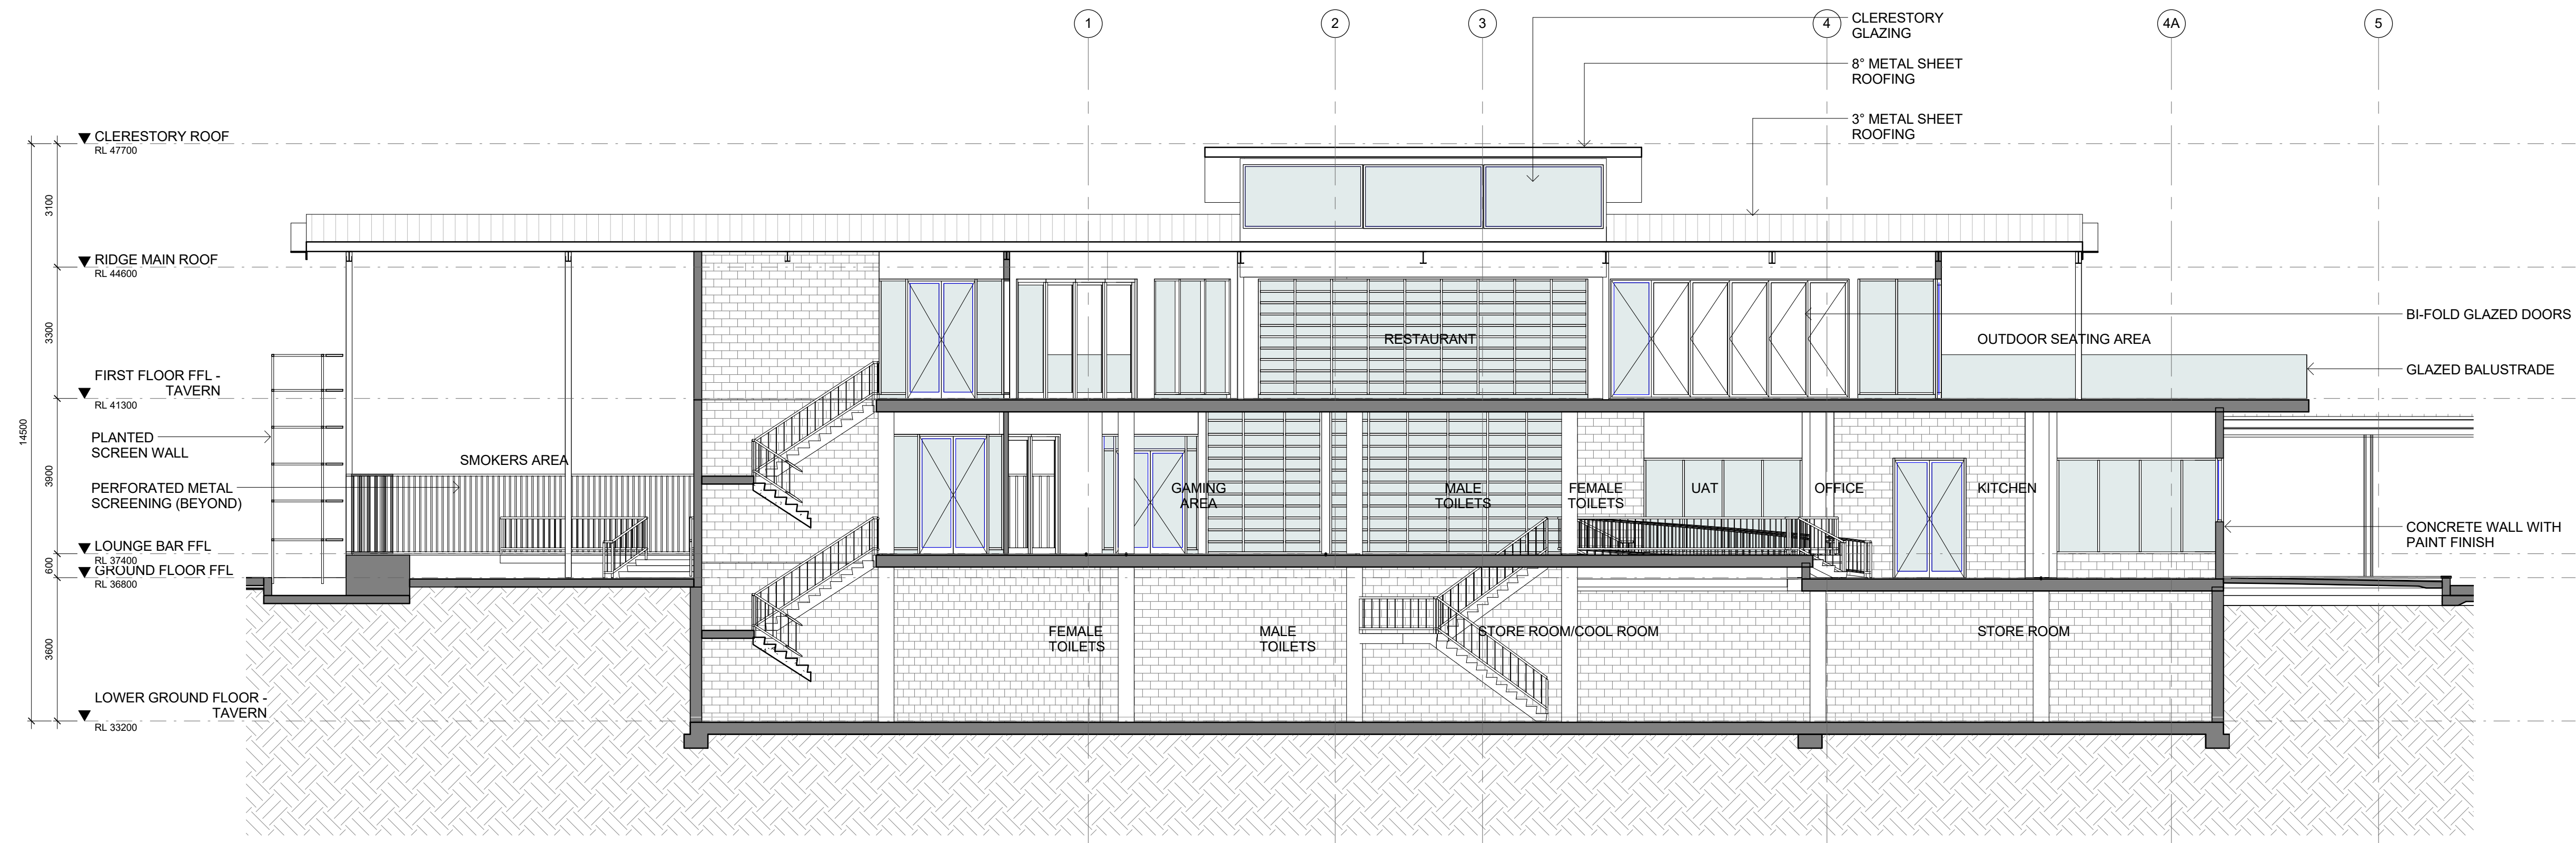 1
2
3
4
4A
5
CLERESTORY
GLAZING
8° METAL SHEET
ROOFING
3° METAL SHEET
ROOFING
CLERESTORY ROOF
RL 47700
3100
RIDGE MAIN ROOF
RL 44600
3300
FIRST FLOOR FFL -
TAVERN
RL 41300
14500
PLANTED
SCREEN WALL
3900
PERFORATED METAL
SCREENING (BEYOND)
LOUNGE BAR FFL
RL 37400
600
GROUND FLOOR FFL
RL 36800
3600
LOWER GROUND FLOOR -
TAVERN
RL 33200
SMOKERS AREA
RESTAURANT
OUTDOOR SEATING AREA
BI-FOLD GLAZED DOORS
GLAZED BALUSTRADE
GAMING
AREA
MALE
TOILETS
FEMALE
TOILETS
UAT
OFFICE
KITCHEN
CONCRETE WALL WITH
PAINT FINISH
FEMALE
TOILETS
MALE
TOILETS
STORE ROOM/COOL ROOM
STORE ROOM